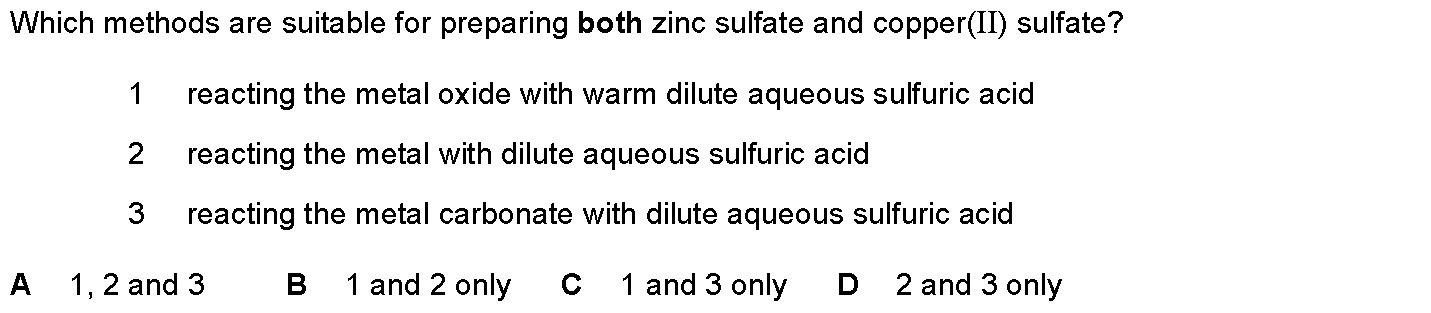 Which methods are suitable for preparing both zinc sulfate and copper(II) sulfate?
1 reacting the metal oxide with warm dilute aqueous sulfuric acid
2 reacting the metal with dilute aqueous sulfuric acid
3 reacting the metal carbonate with dilute aqueous sulfuric acid
A 1, 2 and 3 B 1 and 2 only C 1 and 3 only D 2 and 3 only